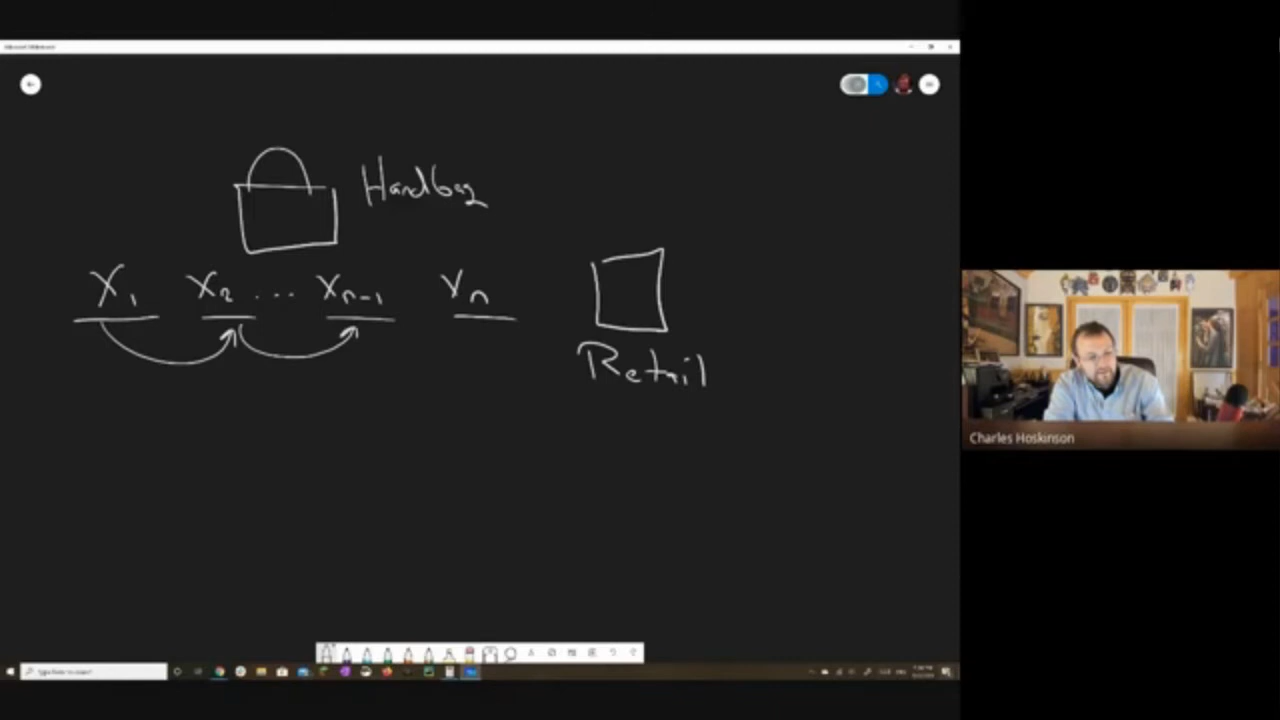 Handbag
X₁ X₂ ... Xₙ₋₁ Xₙ
Retail
Charles Hoskinson